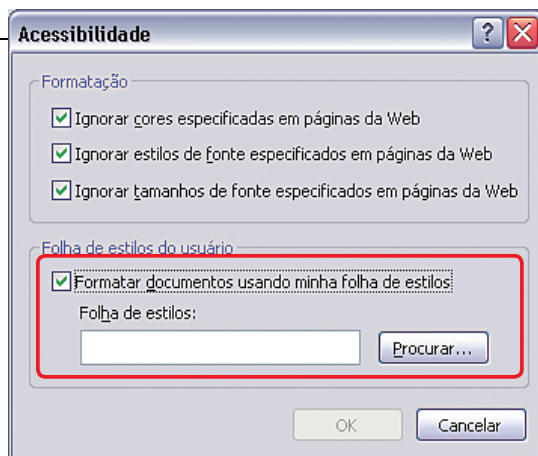 Acessibilidade
Formatação
Ignorar cores especificadas em páginas da Web
Ignorar estilos de fonte especificados em páginas da Web
Ignorar tamanhos de fonte especificados em páginas da Web
Folha de estilos do usuário
Formatar documentos usando minha folha de estilos
Folha de estilos:
Procurar...
OK Cancelar